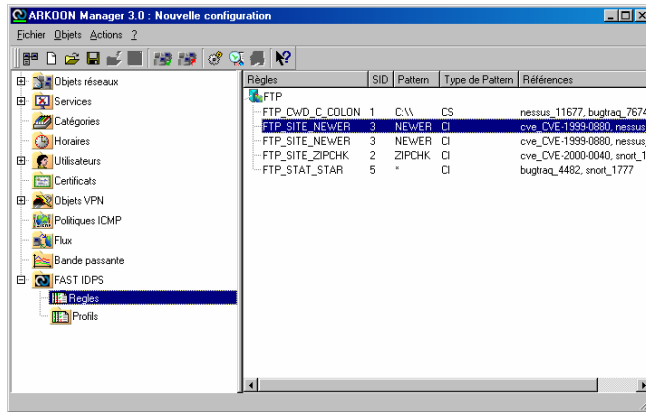 ARKOON Manager 3.0 : Nouvelle configuration
Fichier Objets Actions ?
Objets réseaux
Services
Catégories
Horaires
Utilisateurs
Certificats
Objets VPN
Politiques ICMP
Flux
Bande passante
FAST IDPS
Regles
Profils
Règles SID Pattern Type de Pattern Références
FTP
FTP_CWD_C_COLON 1 C:\\ CS nessus_11677, bugtraq_7674
FTP_SITE_NEWER 3 NEWER CI cve_CVE-1999-0880, nessus
FTP_SITE_NEWER 3 NEWER CI cve_CVE-1999-0880, nessus_
FTP_SITE_ZIPCHK 2 ZIPCHK CI cve_CVE-2000-0040, snort_1
FTP_STAT_STAR 5 * CI bugtraq_4482, snort_1777